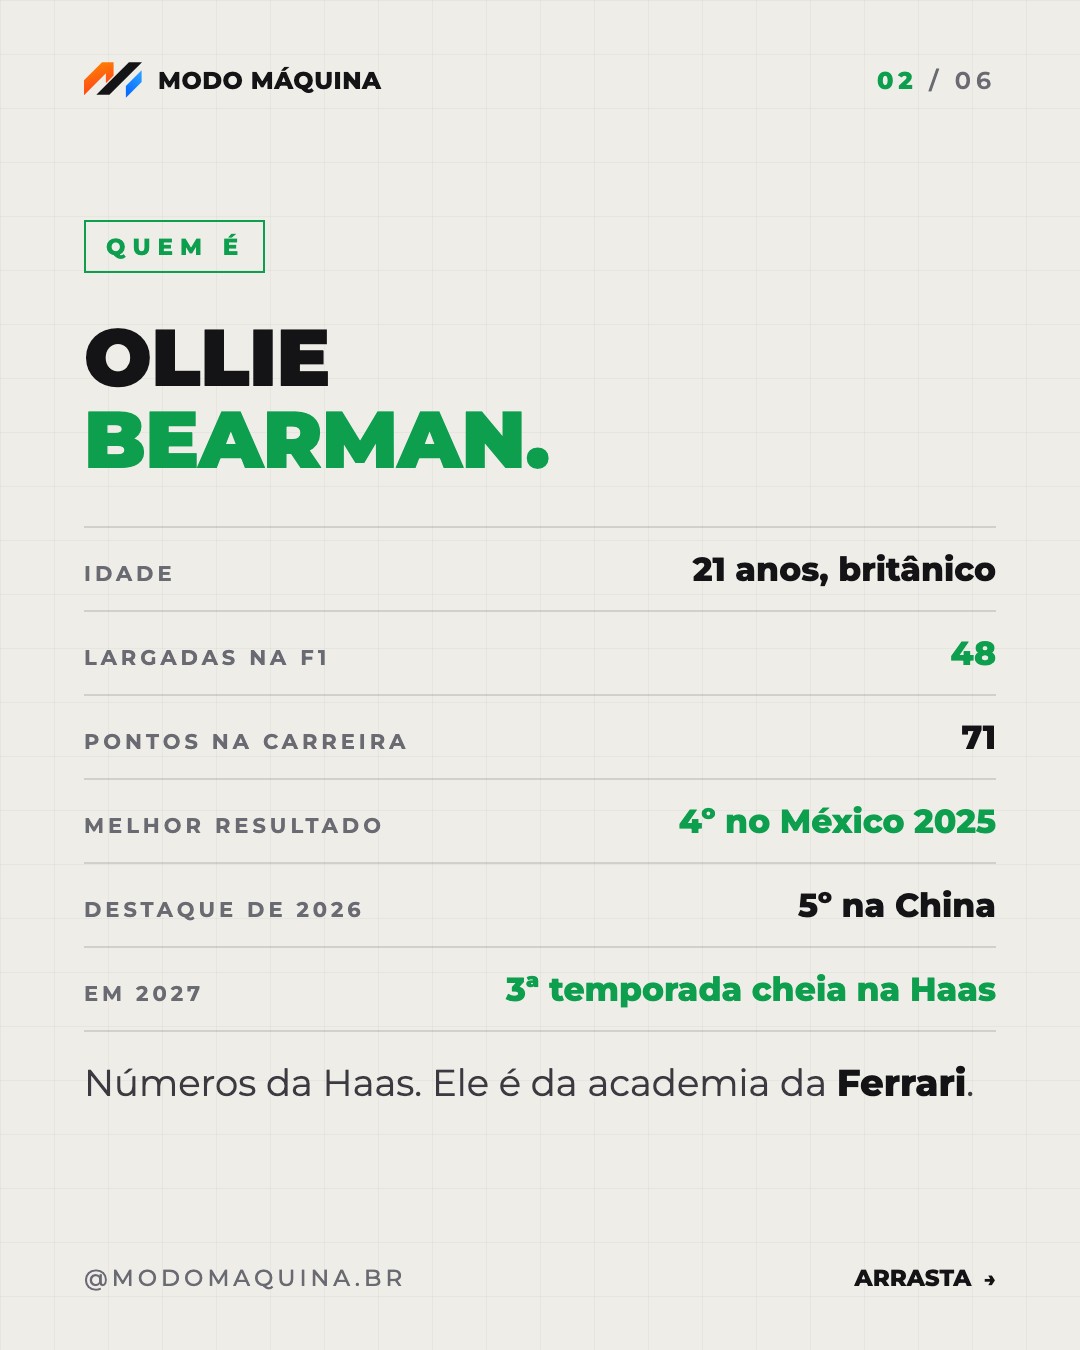 MODO MÁQUINA
02 / 06
QUEM É
OLLIE
BEARMAN.
IDADE 21 anos, britânico
LARGADAS NA F1 48
PONTOS NA CARREIRA 71
MELHOR RESULTADO 4º no México 2025
DESTAQUE DE 2026 5º na China
EM 2027 3ª temporada cheia na Haas
Números da Haas. Ele é da academia da Ferrari.
@MODOMAQUINA.BR
ARRASTA →